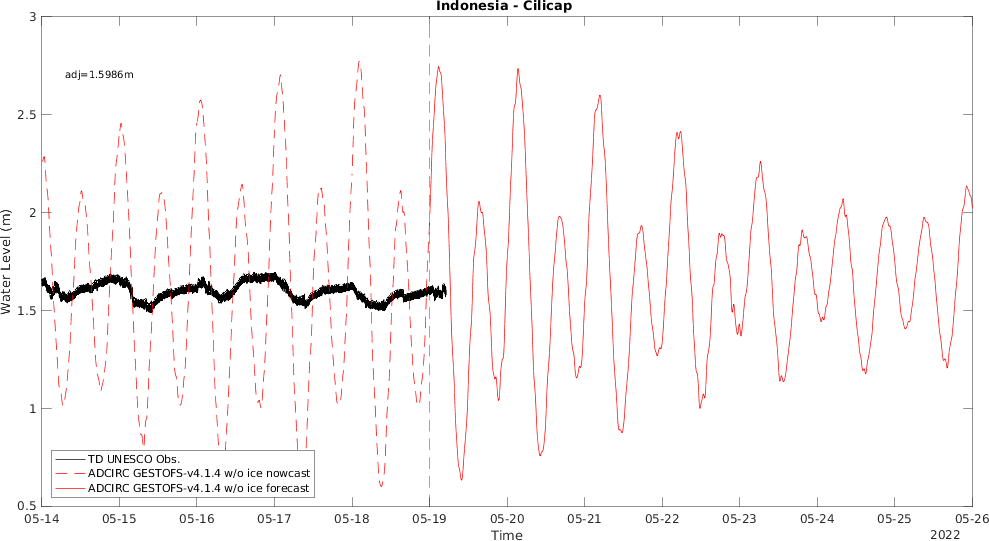 Indonesia - Cilicap
3
2.5
2
1.5
1
0.5
Water Level (m)
adj=1.5986m
TD UNESCO Obs.
ADCIRC GESTOFS-v4.1.4 w/o ice nowcast
ADCIRC GESTOFS-v4.1.4 w/o ice forecast
05-14 05-15 05-16 05-17 05-18 05-19 05-20 05-21 05-22 05-23 05-24 05-25 05-26
Time
2022